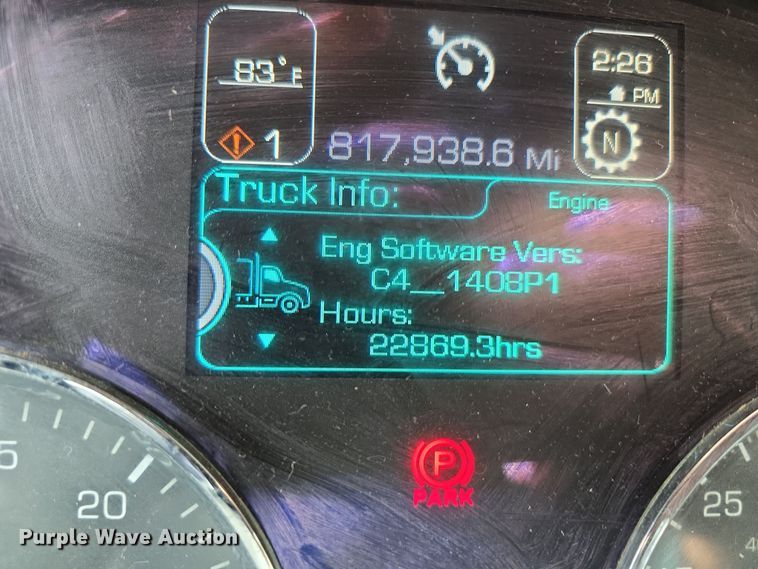 83°F
2:26
PM
1
N
817,938.6 Mi
Truck Info:
Engine
Eng Software Vers:
C4__1408P1
Hours:
22869.3hrs
P
PARK
5
20
25
Purple Wave Auction